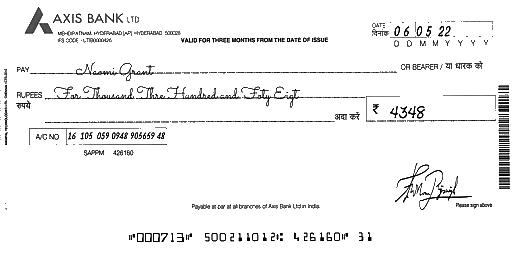 AXIS BANK LTD
MEHDIPATNAM, HYDERABAD [AP] HYDERABAD 500028
IFS CODE - UTIB0000426
VALID FOR THREE MONTHS FROM THE DATE OF ISSUE
DATE दिनांक 06 05 22
D D M M Y Y Y Y
PAY Naomi Grant OR BEARER / या धारक को
RUPEES रुपये For Thousand Thre Hundred and Foty Eigt
अदा करें ₹ 4348
A/C NO 16 105 059 0948 905659 48
SAPPM 426160
Payable at par at all branches of Axis Bank Ltd in India.
Please sign above
"000713" 500211012: 426160" 31